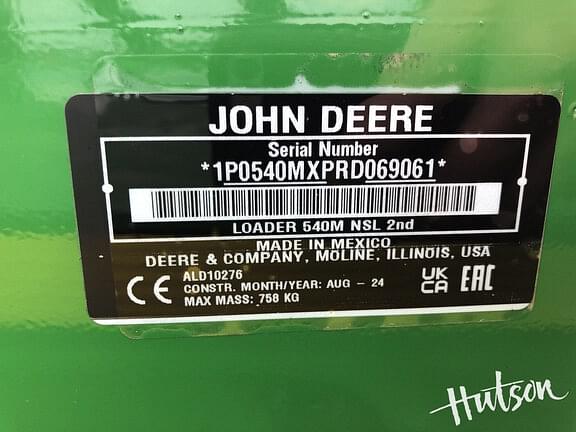 JOHN DEERE
Serial Number
*1P0540MXPRD069061*
LOADER 540M NSL 2nd
MADE IN MEXICO
DEERE & COMPANY, MOLINE, ILLINOIS, USA
CE ALD10276
CONSTR. MONTH/YEAR: AUG - 24
MAX MASS: 758 KG
UK
CA EAC
Hutson